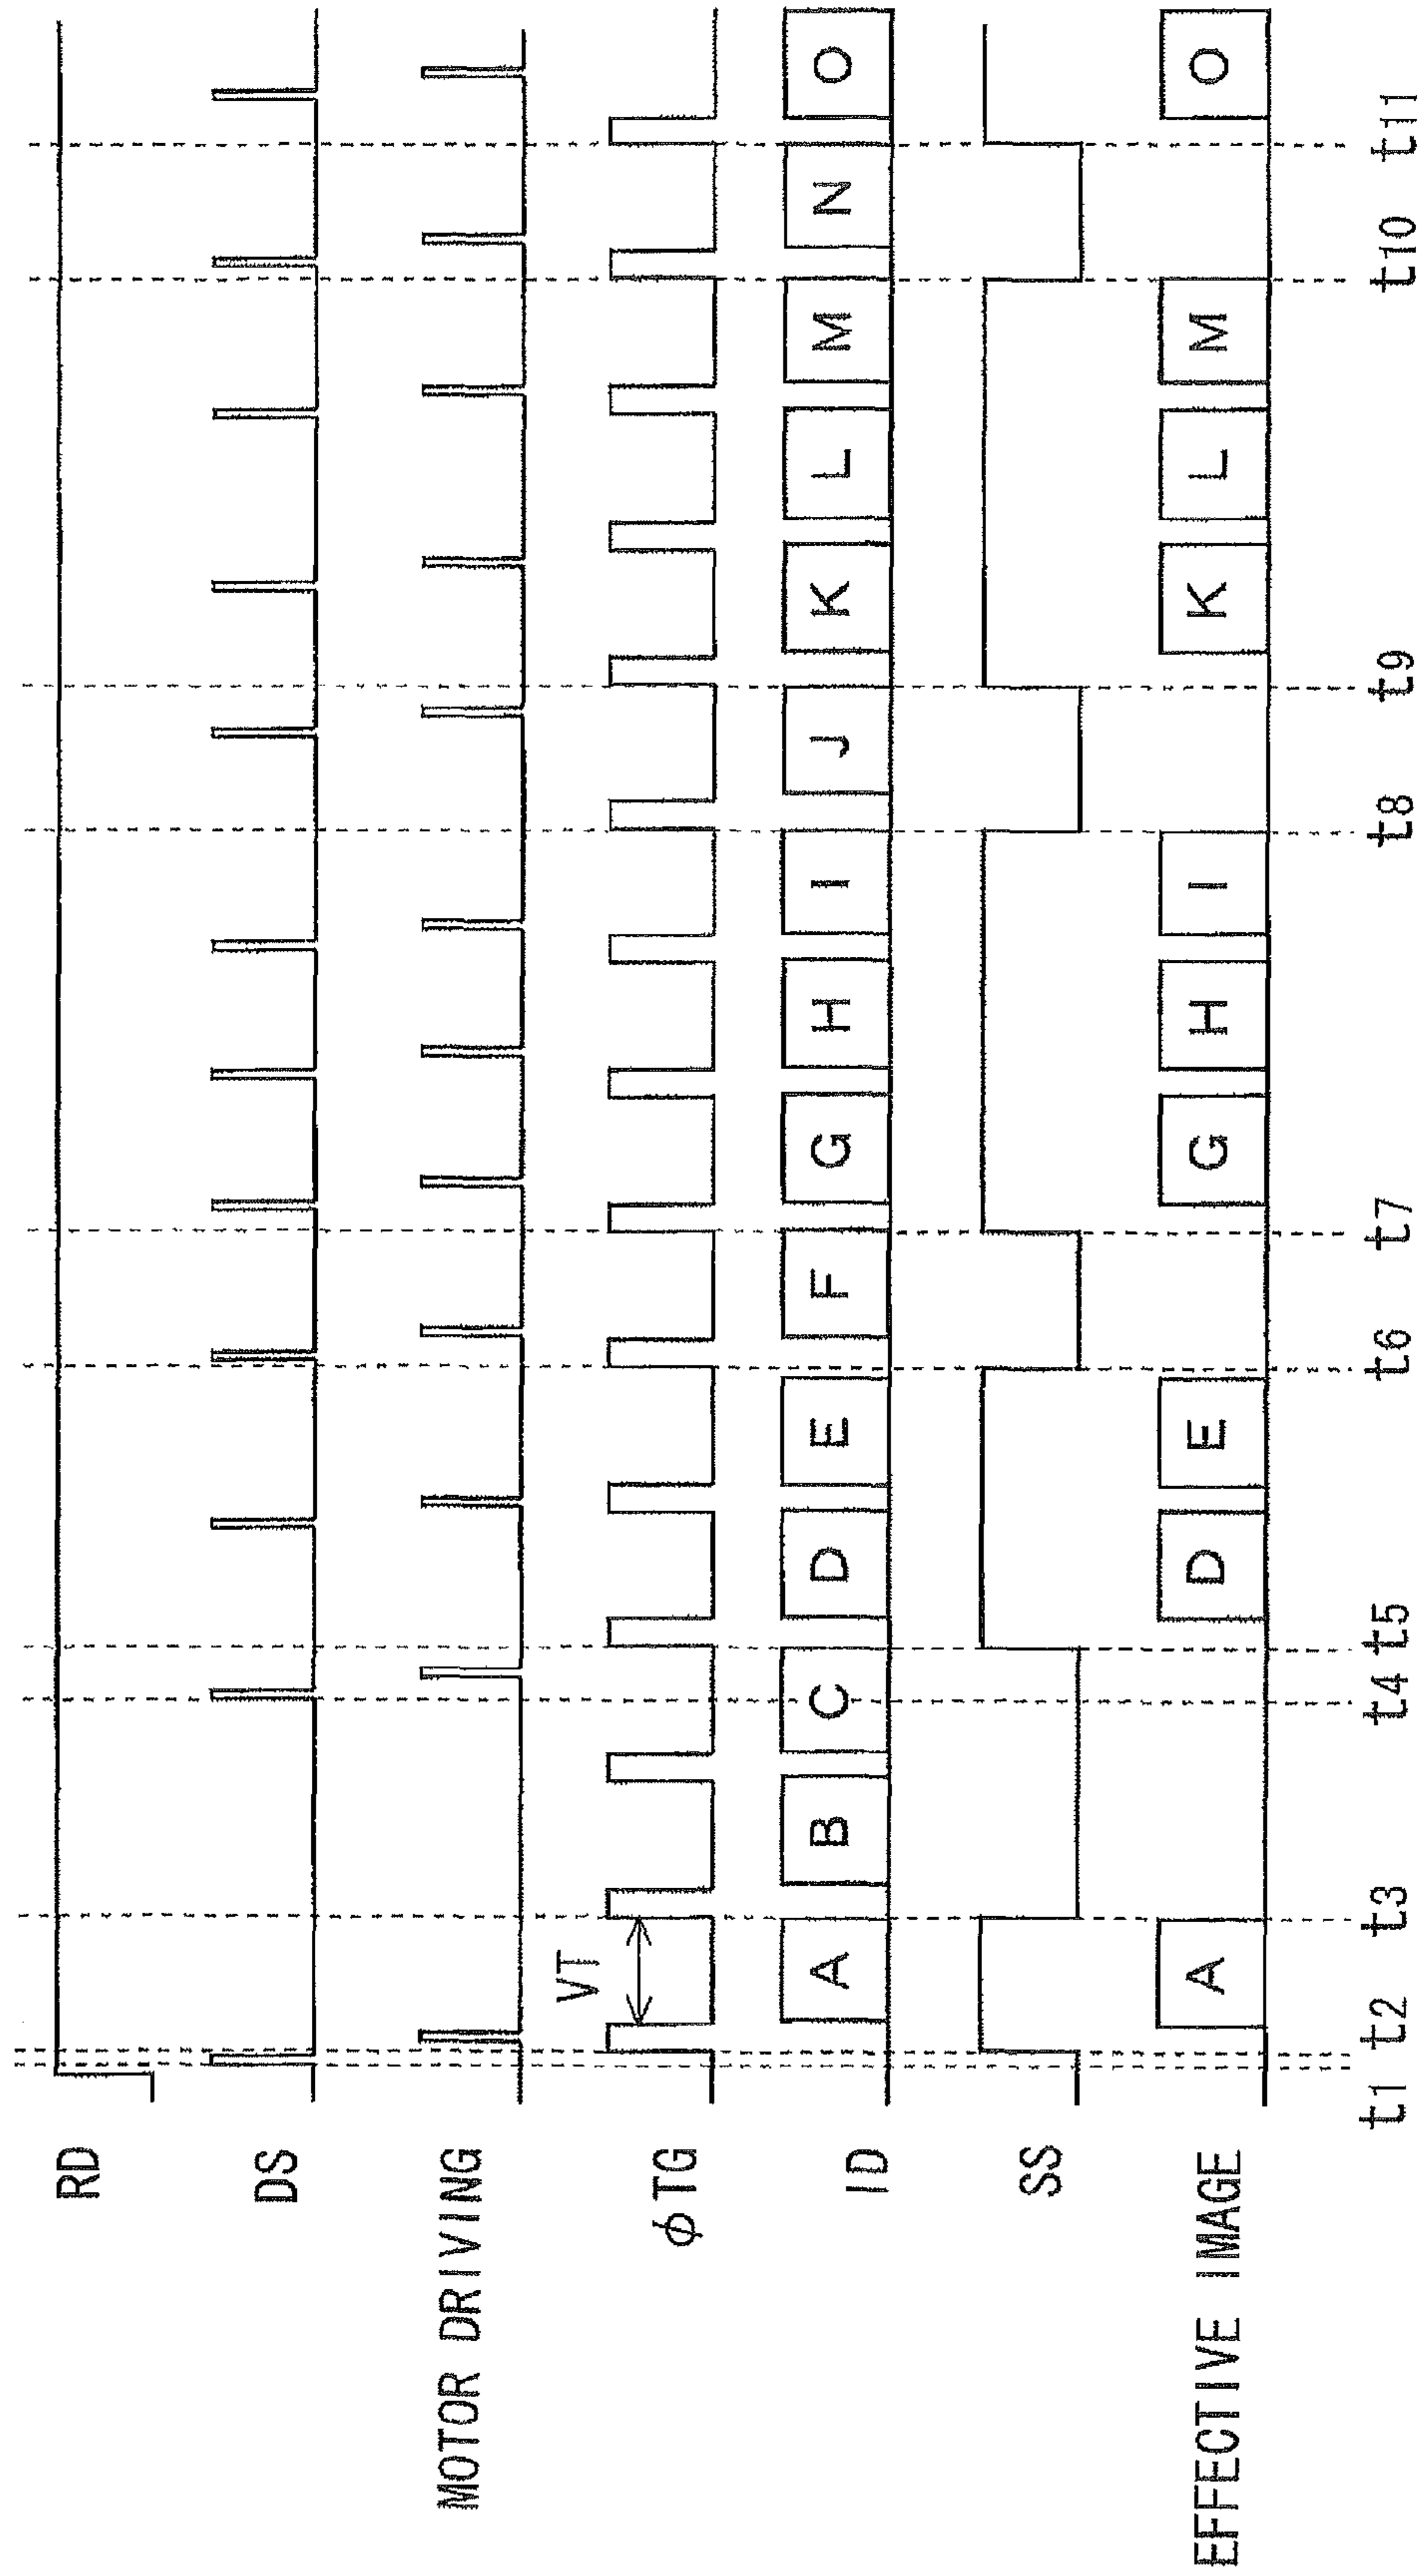 RD
DS
MOTOR DRIVING
VT
φTG
ID A B C D E F G H I J K L M N O
SS
EFFECTIVE IMAGE A D E G H I K L M O
t1 t2 t3 t4 t5 t6 t7 t8 t9 t10 t11